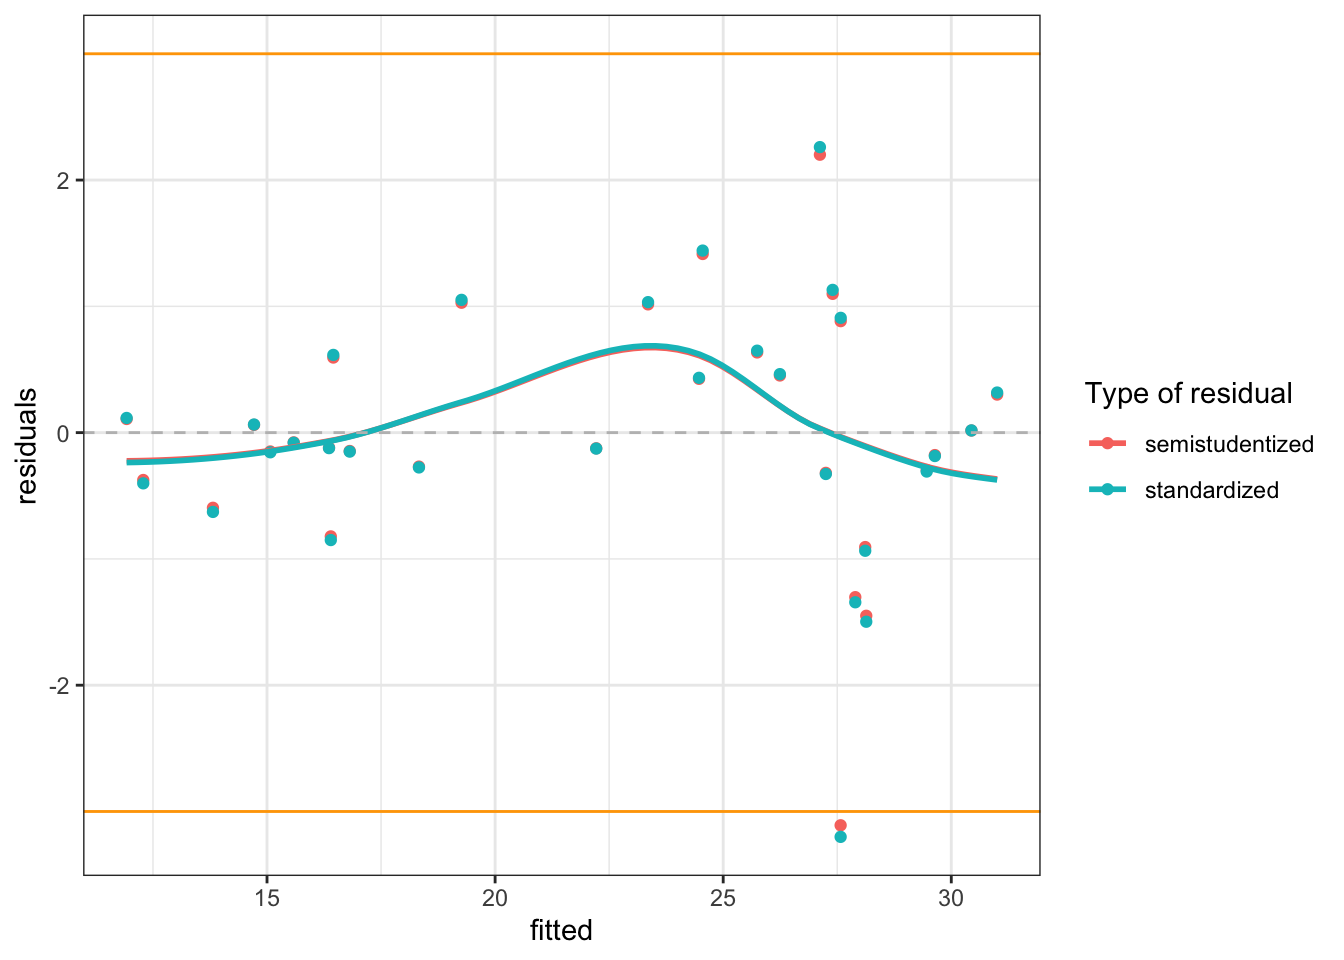 residuals
2
0
-2
15
20
25
30
fitted
Type of residual
semistudentized
standardized